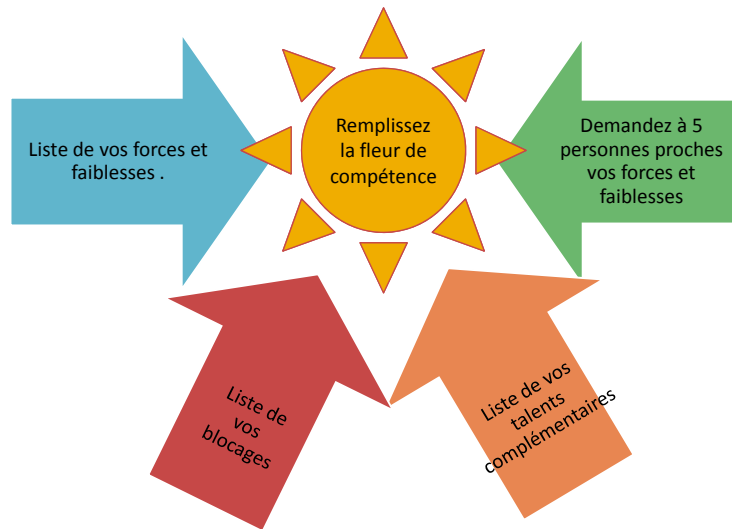 Liste de vos forces et
faiblesses .
Remplissez
la fleur de
compétence
Demandez à 5
personnes proches
vos forces et
faiblesses
Liste de
vos
blocages
Liste de vos
talents
complémentaires